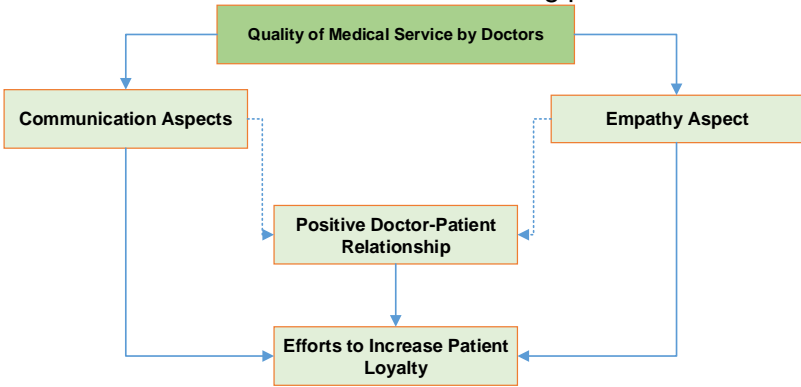 Quality of Medical Service by Doctors
Communication Aspects
Empathy Aspect
Positive Doctor-Patient
Relationship
Efforts to Increase Patient
Loyalty